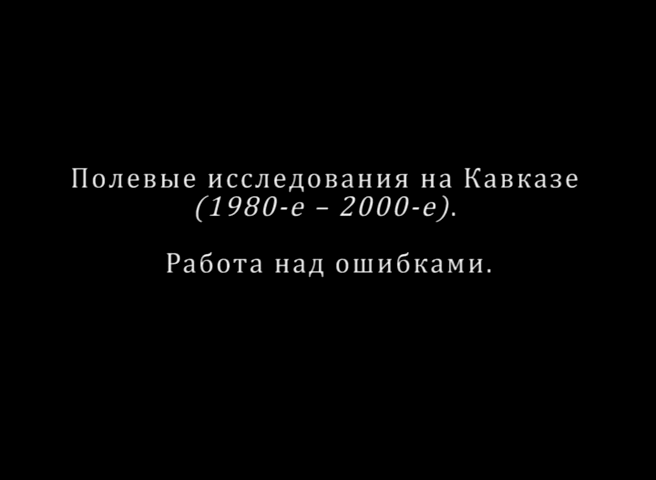 Полевые исследования на Кавказе
(1980-е – 2000-е).
Работа над ошибками.